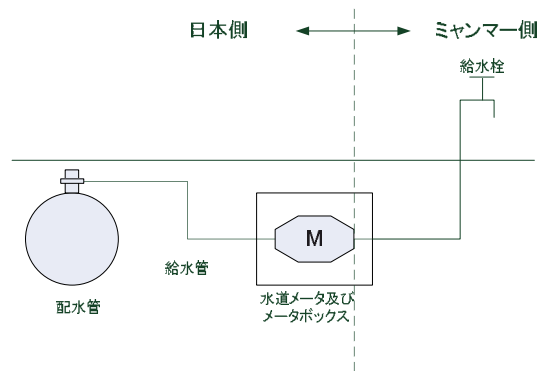 日本側
ミャンマー側
給水栓
M
給水管
配水管
水道メータ及び
メータボックス